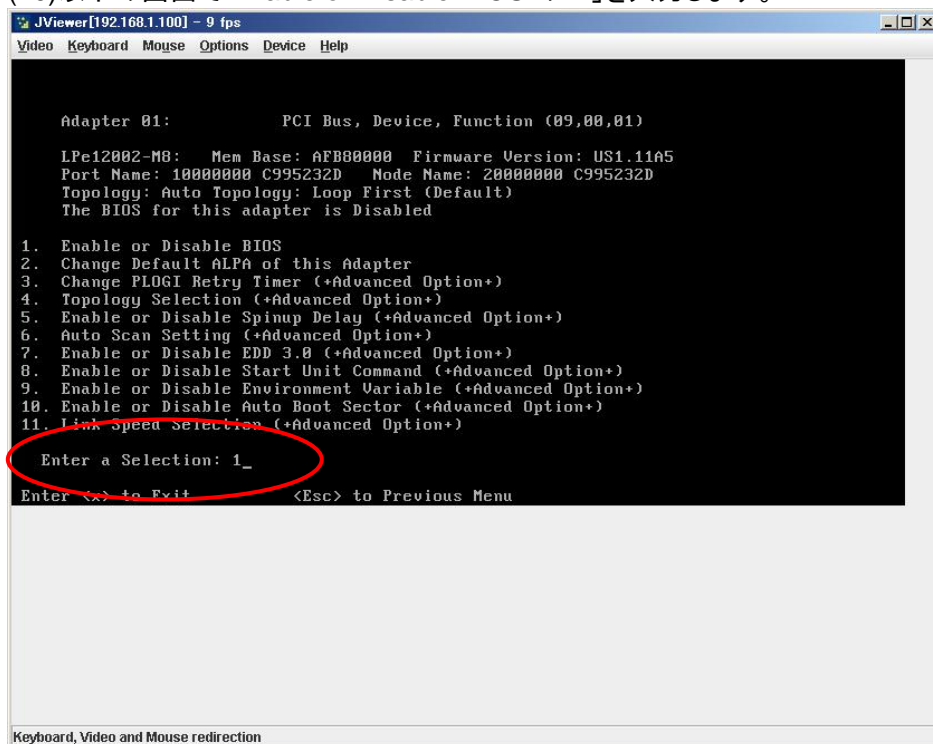 JViewer[192.168.1.100] - 9 fps
Video Keyboard Mouse Options Device Help
Adapter 01: PCI Bus, Device, Function (09,00,01)
LPe12002-M8: Mem Base: AFB80000 Firmware Version: US1.11A5
Port Name: 10000000 C995232D Node Name: 20000000 C995232D
Topology: Auto Topology: Loop First (Default)
The BIOS for this adapter is Disabled
1. Enable or Disable BIOS
2. Change Default ALPA of this Adapter
3. Change PLOGI Retry Timer (+Advanced Option+)
4. Topology Selection (+Advanced Option+)
5. Enable or Disable Spinup Delay (+Advanced Option+)
6. Auto Scan Setting (+Advanced Option+)
7. Enable or Disable EDD 3.0 (+Advanced Option+)
8. Enable or Disable Start Unit Command (+Advanced Option+)
9. Enable or Disable Environment Variable (+Advanced Option+)
10. Enable or Disable Auto Boot Sector (+Advanced Option+)
11. Link Speed Selection (+Advanced Option+)
Enter a Selection: 1_
Enter <x> to Exit <Esc> to Previous Menu
Keyboard, Video and Mouse redirection